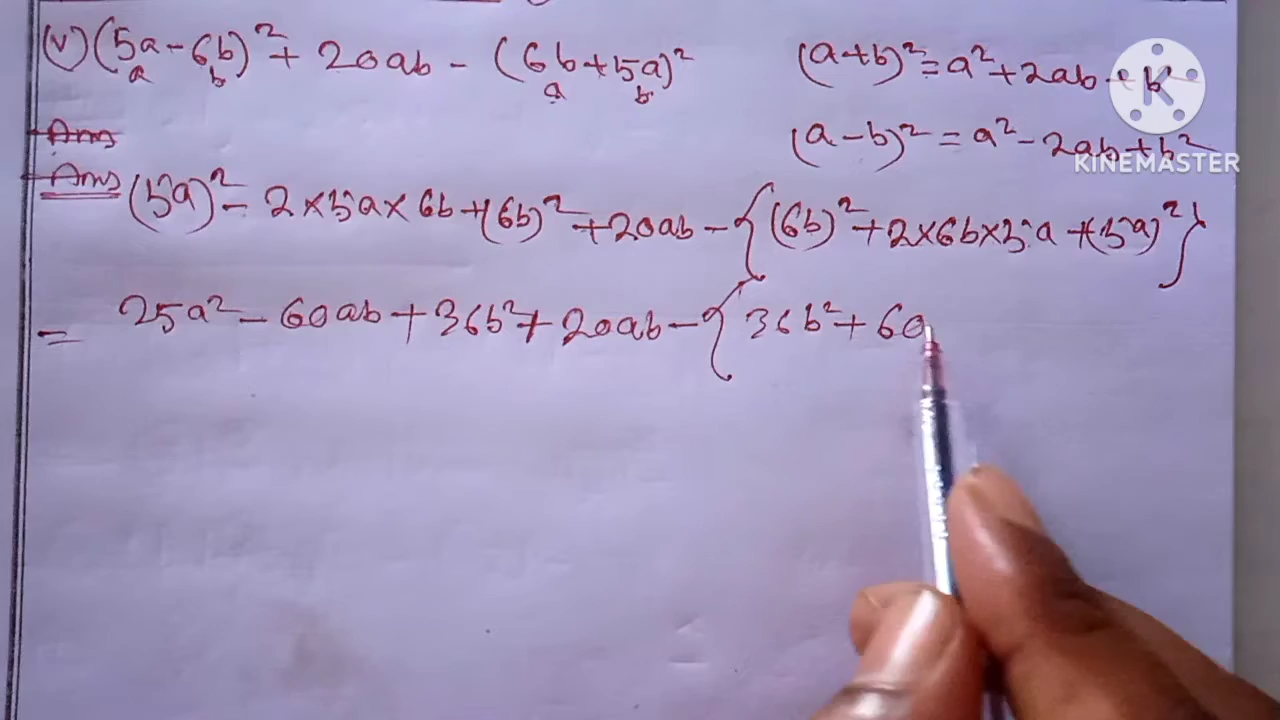 (v) (5a - 6b)² + 20ab - (6b + 5a)²
a b a b
(a + b)² = a² + 2ab + b
(a - b)² = a² - 2ab + b²
KINEMASTER
Ans
Ans (5a)² - 2×5a×6b + (6b)² + 20ab - {(6b)² + 2×6b×5a + (5a)²}
= 25a² - 60ab + 36b² + 20ab - {36b² + 60